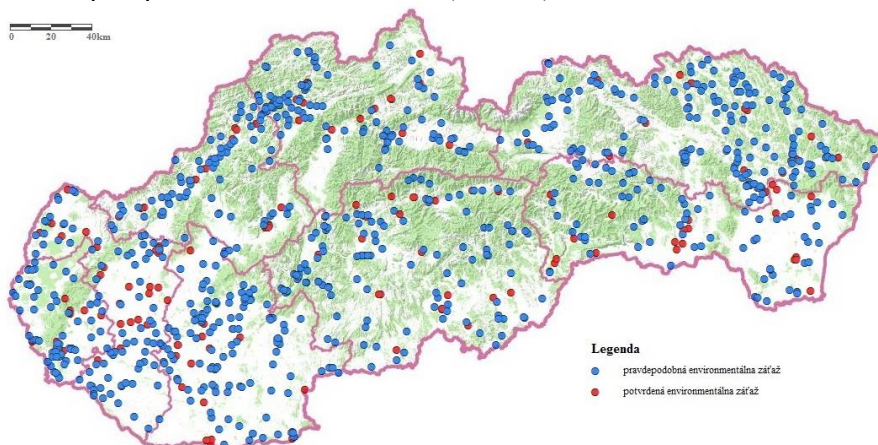 0 20 40km
Legenda
pravdepodobná environmentálna záťaž
potvrdená environmentálna záťaž